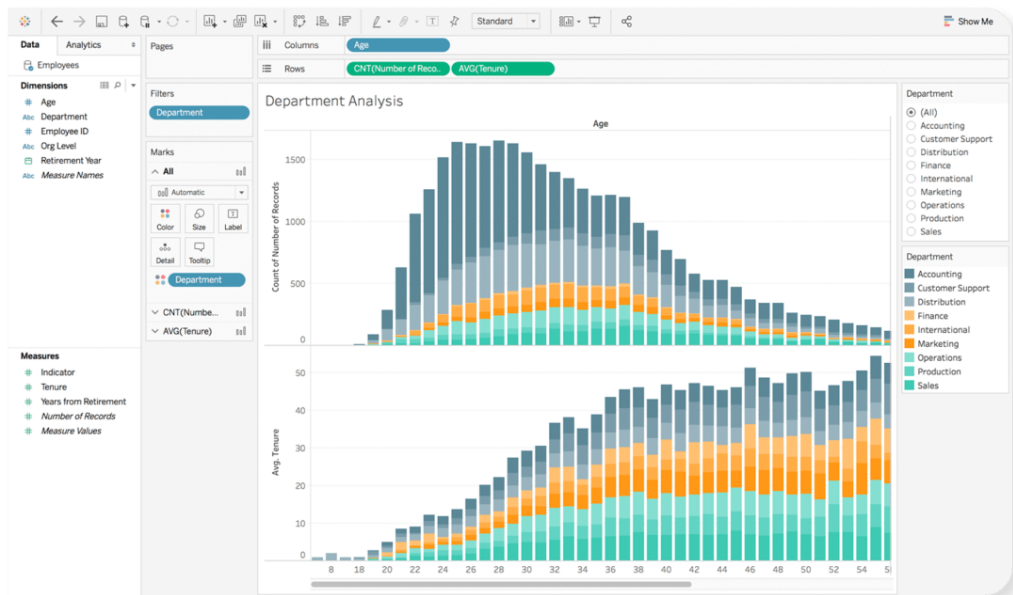 Standard
Show Me
Data
Analytics
Employees
Dimensions
Age
Abc Department
Employee ID
Abc Org Level
Retirement Year
Abc Measure Names
Measures
Indicator
Tenure
Years from Retirement
Number of Records
Measure Values
Pages
Filters
Department
Marks
All
Automatic
Color
Size
Label
Detail
Tooltip
Department
CNT(Numbe...
AVG(Tenure)
Columns
Age
Rows
CNT(Number of Reco..
AVG(Tenure)
Department Analysis
Age
Count of Number of Records
1500
1000
500
0
Avg. Tenure
50
40
30
20
10
0
8 18 20 22 24 26 28 30 32 34 36 38 40 42 44 46 48 50 52 54
Department
(All)
Accounting
Customer Support
Distribution
Finance
International
Marketing
Operations
Production
Sales
Department
Accounting
Customer Support
Distribution
Finance
International
Marketing
Operations
Production
Sales